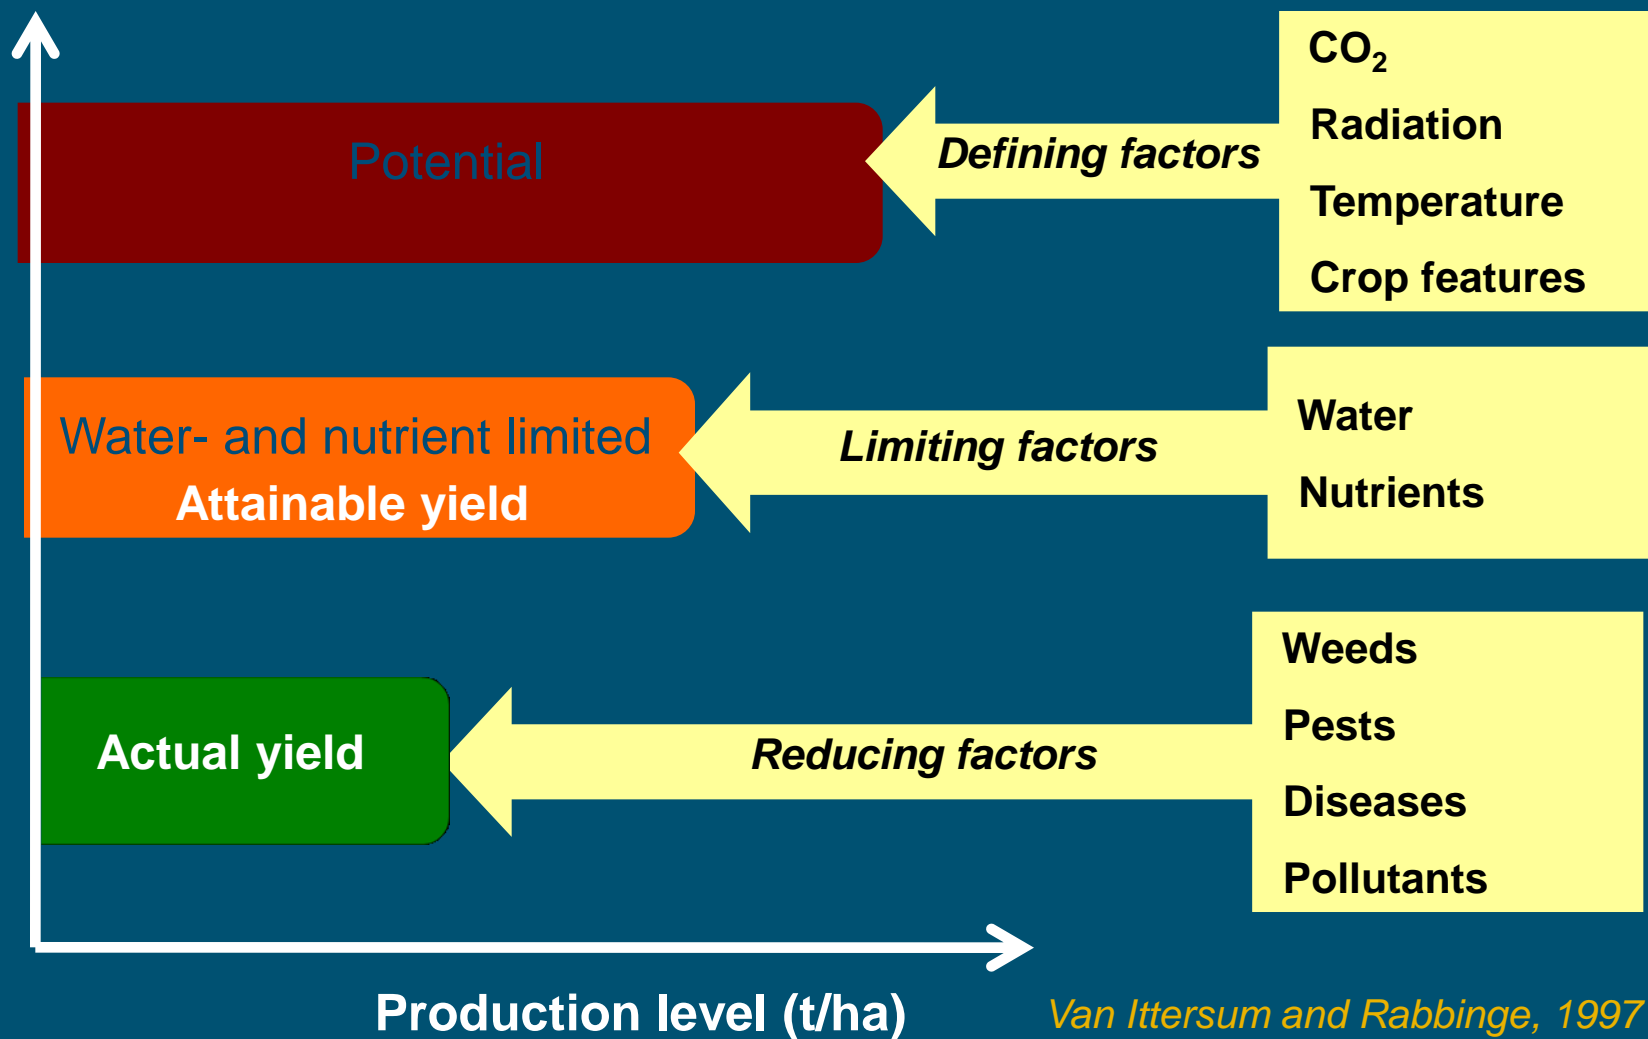 Potential
Defining factors
CO₂
Radiation
Temperature
Crop features
Water- and nutrient limited
Attainable yield
Limiting factors
Water
Nutrients
Actual yield
Reducing factors
Weeds
Pests
Diseases
Pollutants
Production level (t/ha)
Van Ittersum and Rabbinge, 1997